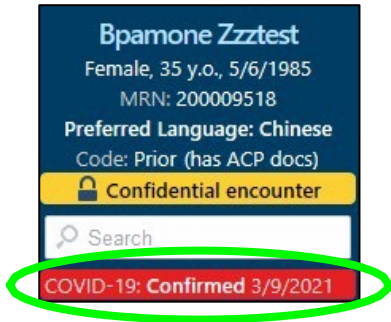 Bpamone Zzztest
Female, 35 y.o., 5/6/1985
MRN: 200009518
Preferred Language: Chinese
Code: Prior (has ACP docs)
Confidential encounter
Search
COVID-19: Confirmed 3/9/2021